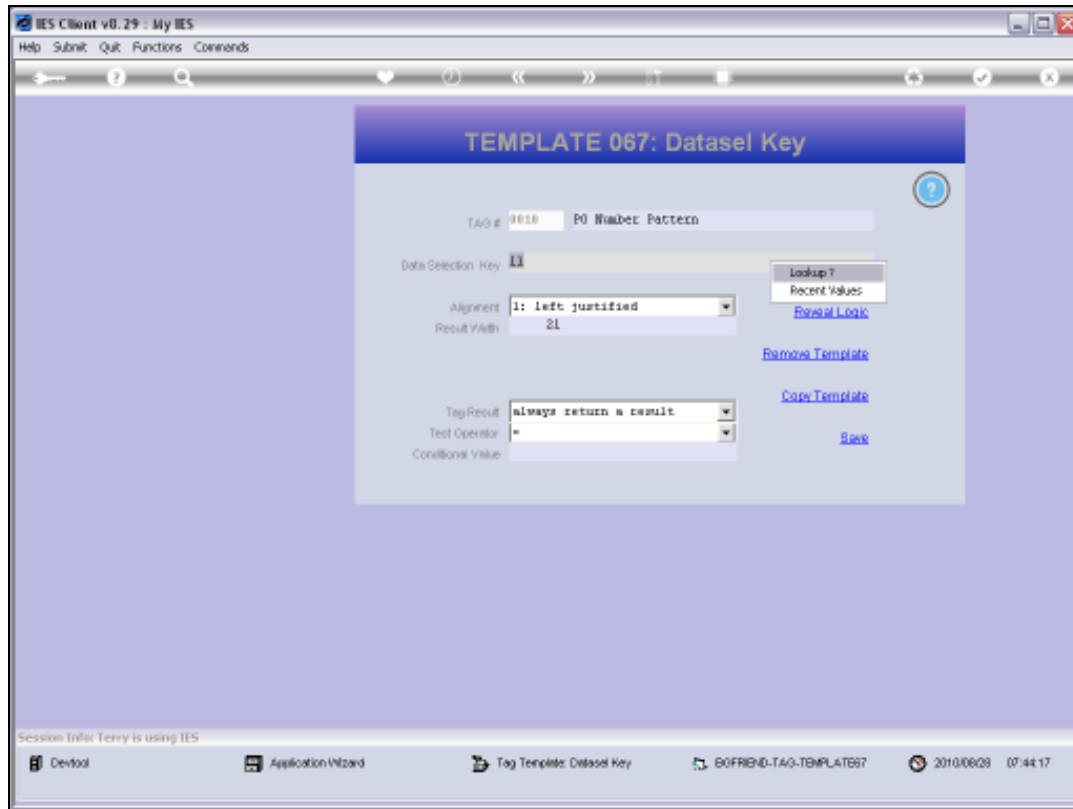 IES Client v8.29 : My IES
Help Submit Quit Functions Commands
TEMPLATE 067: Datasel Key
TAG # 0010 PO Number Pattern
Data Selection Key 11
Lookup ?
Recent Values
Alignment 1: left justified
Reveal Logic
Result Width 21
Remove Template
Copy Template
Tag Result always return a result
Test Operator =
Save
Conditional Value
Session Info: Terry is using IES
Devtool Application Wizard Tag Template: Datasel Key BGFRIEND-TAG-TEMPLATE67 2010/08/28 07:44:17